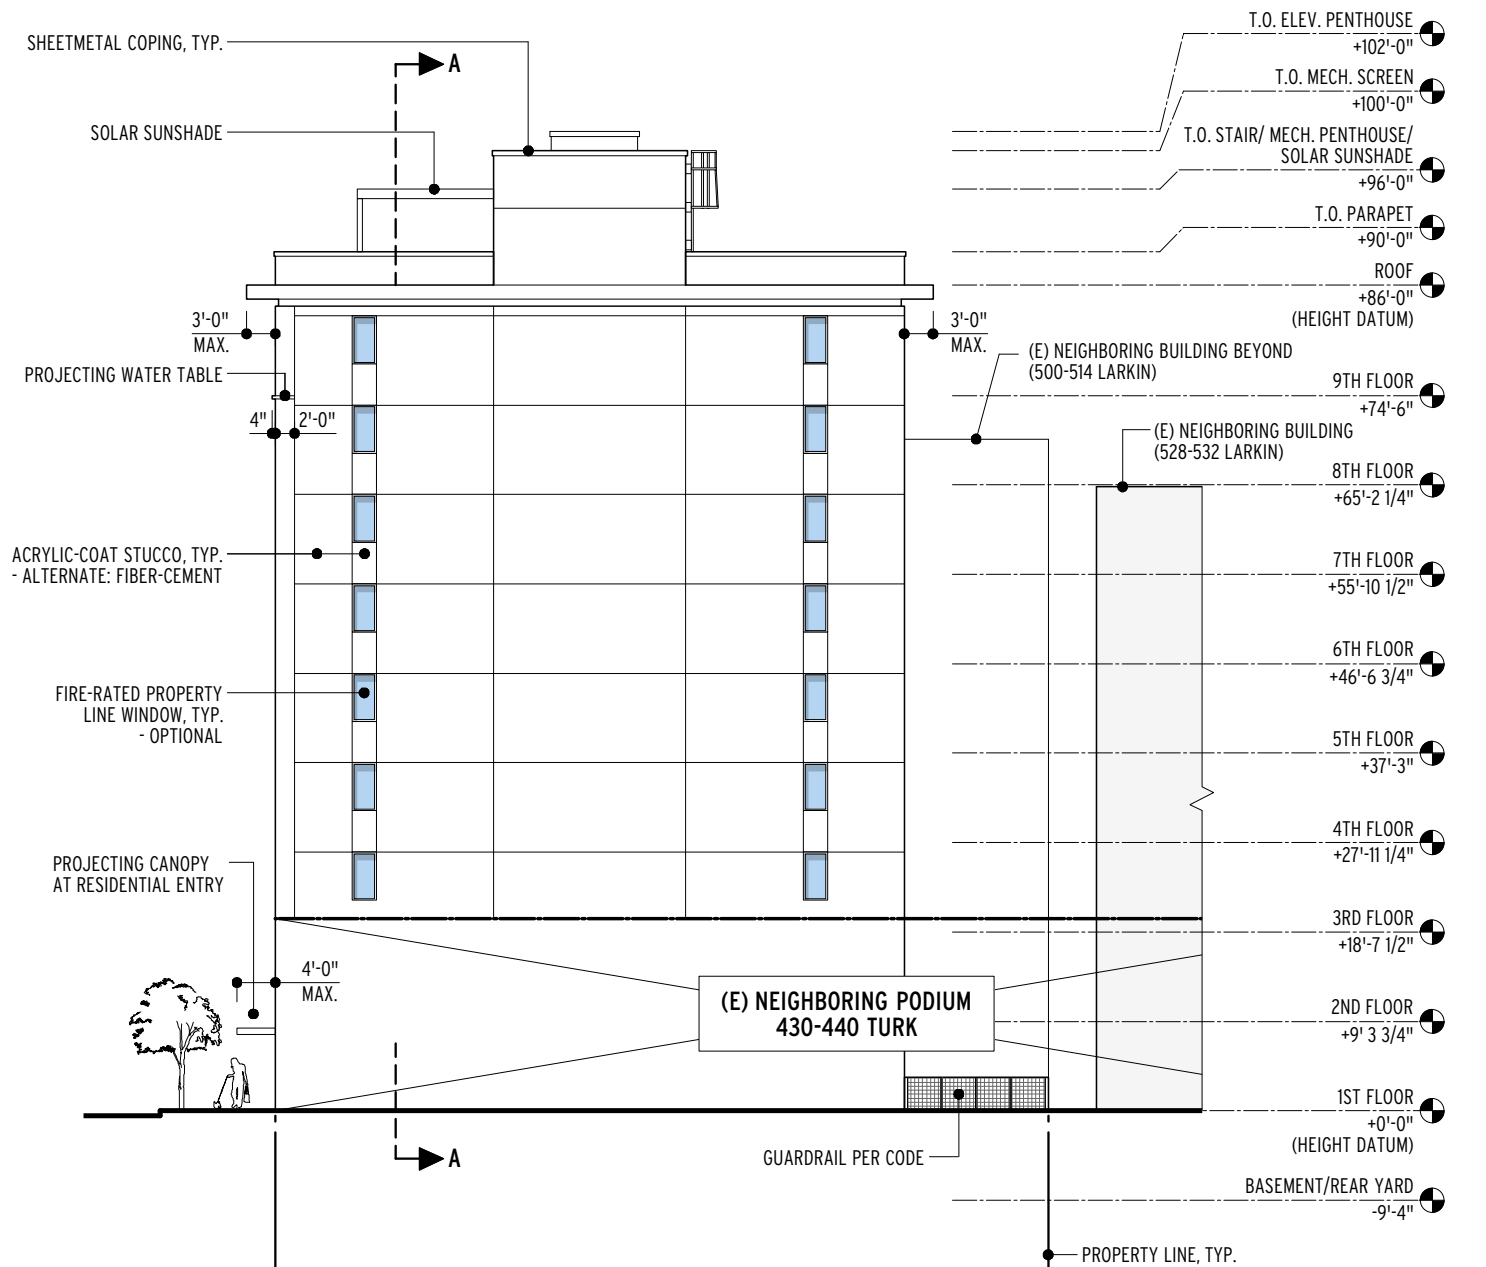 SHEETMETAL COPING, TYP.
A
SOLAR SUNSHADE
T.O. ELEV. PENTHOUSE
+102'-0"
T.O. MECH. SCREEN
+100'-0"
T.O. STAIR/ MECH. PENTHOUSE/
SOLAR SUNSHADE
+96'-0"
T.O. PARAPET
+90'-0"
ROOF
+86'-0"
(HEIGHT DATUM)
3'-0"
MAX.
3'-0"
MAX.
PROJECTING WATER TABLE
4"
2'-0"
(E) NEIGHBORING BUILDING BEYOND
(500-514 LARKIN)
9TH FLOOR
+74'-6"
(E) NEIGHBORING BUILDING
(528-532 LARKIN)
8TH FLOOR
+65'-2 1/4"
ACRYLIC-COAT STUCCO, TYP.
- ALTERNATE: FIBER-CEMENT
7TH FLOOR
+55'-10 1/2"
6TH FLOOR
+46'-6 3/4"
FIRE-RATED PROPERTY
LINE WINDOW, TYP.
- OPTIONAL
5TH FLOOR
+37'-3"
4TH FLOOR
+27'-11 1/4"
PROJECTING CANOPY
AT RESIDENTIAL ENTRY
3RD FLOOR
+18'-7 1/2"
4'-0"
MAX.
(E) NEIGHBORING PODIUM
430-440 TURK
2ND FLOOR
+9' 3 3/4"
1ST FLOOR
+0'-0"
(HEIGHT DATUM)
A
GUARDRAIL PER CODE
BASEMENT/REAR YARD
-9'-4"
PROPERTY LINE, TYP.